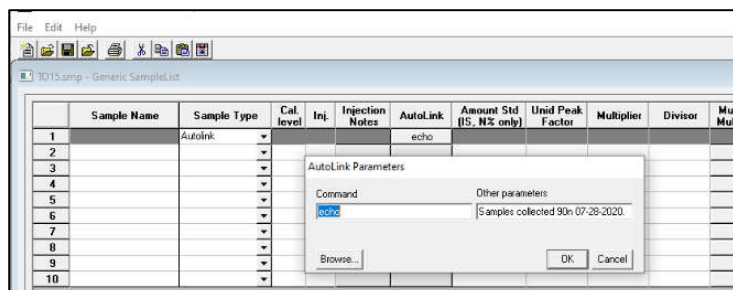 File Edit Help
TO15.smp - Generic SampleList
Sample Name Sample Type Cal. level Inj. Injection Notes AutoLink Amount Std (IS, N% only) Unid Peak Factor Multiplier Divisor Mu Mul
1 Autolink echo
2
3
4
5
6
7
8
9
10
AutoLink Parameters
Command Other parameters
echo Samples collected 90n 07-28-2020.
Browse... OK Cancel